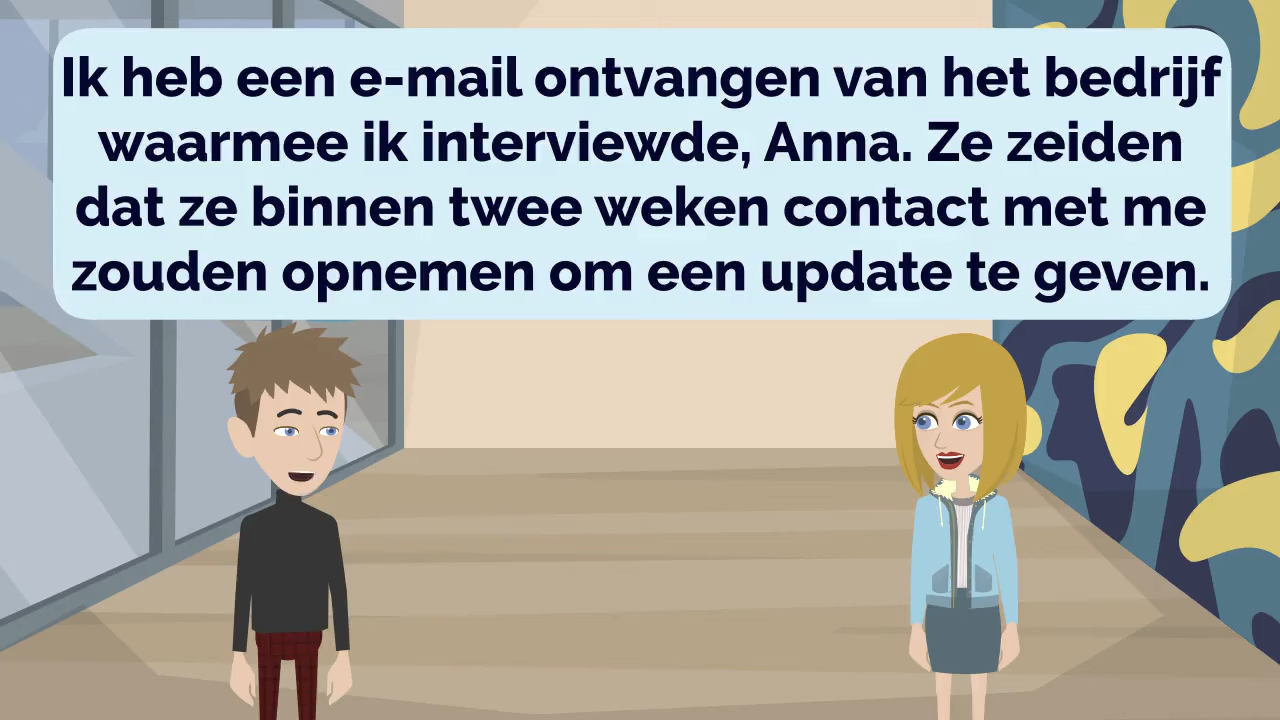 Ik heb een e-mail ontvangen van het bedrijf
waarmee ik interviewde, Anna. Ze zeiden
dat ze binnen twee weken contact met me
zouden opnemen om een update te geven.